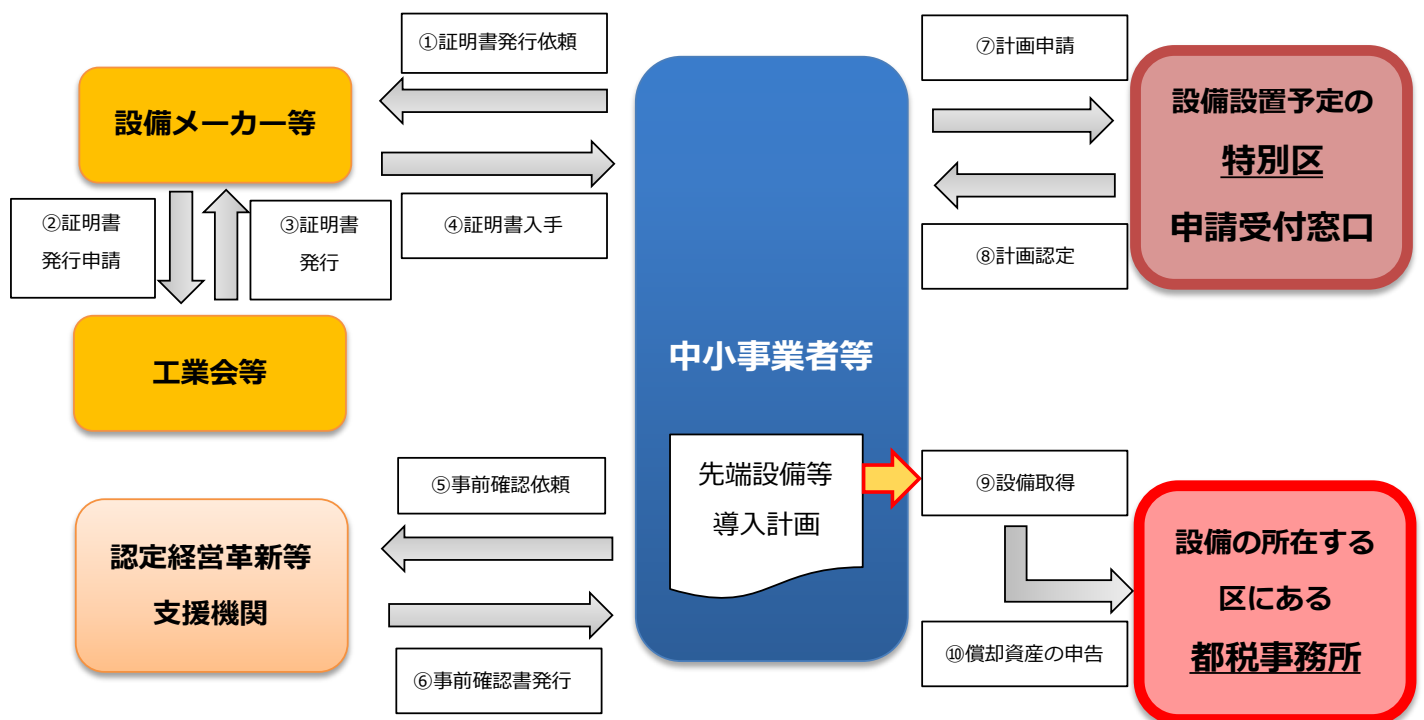 ①証明書発行依頼
設備メーカー等
④証明書入手
②証明書
発行申請
③証明書
発行
工業会等
⑤事前確認依頼
認定経営革新等
支援機関
⑥事前確認書発行
中小事業者等
先端設備等
導入計画
⑦計画申請
設備設置予定の
特別区
申請受付窓口
⑧計画認定
⑨設備取得
設備の所在する
区にある
都税事務所
⑩償却資産の申告